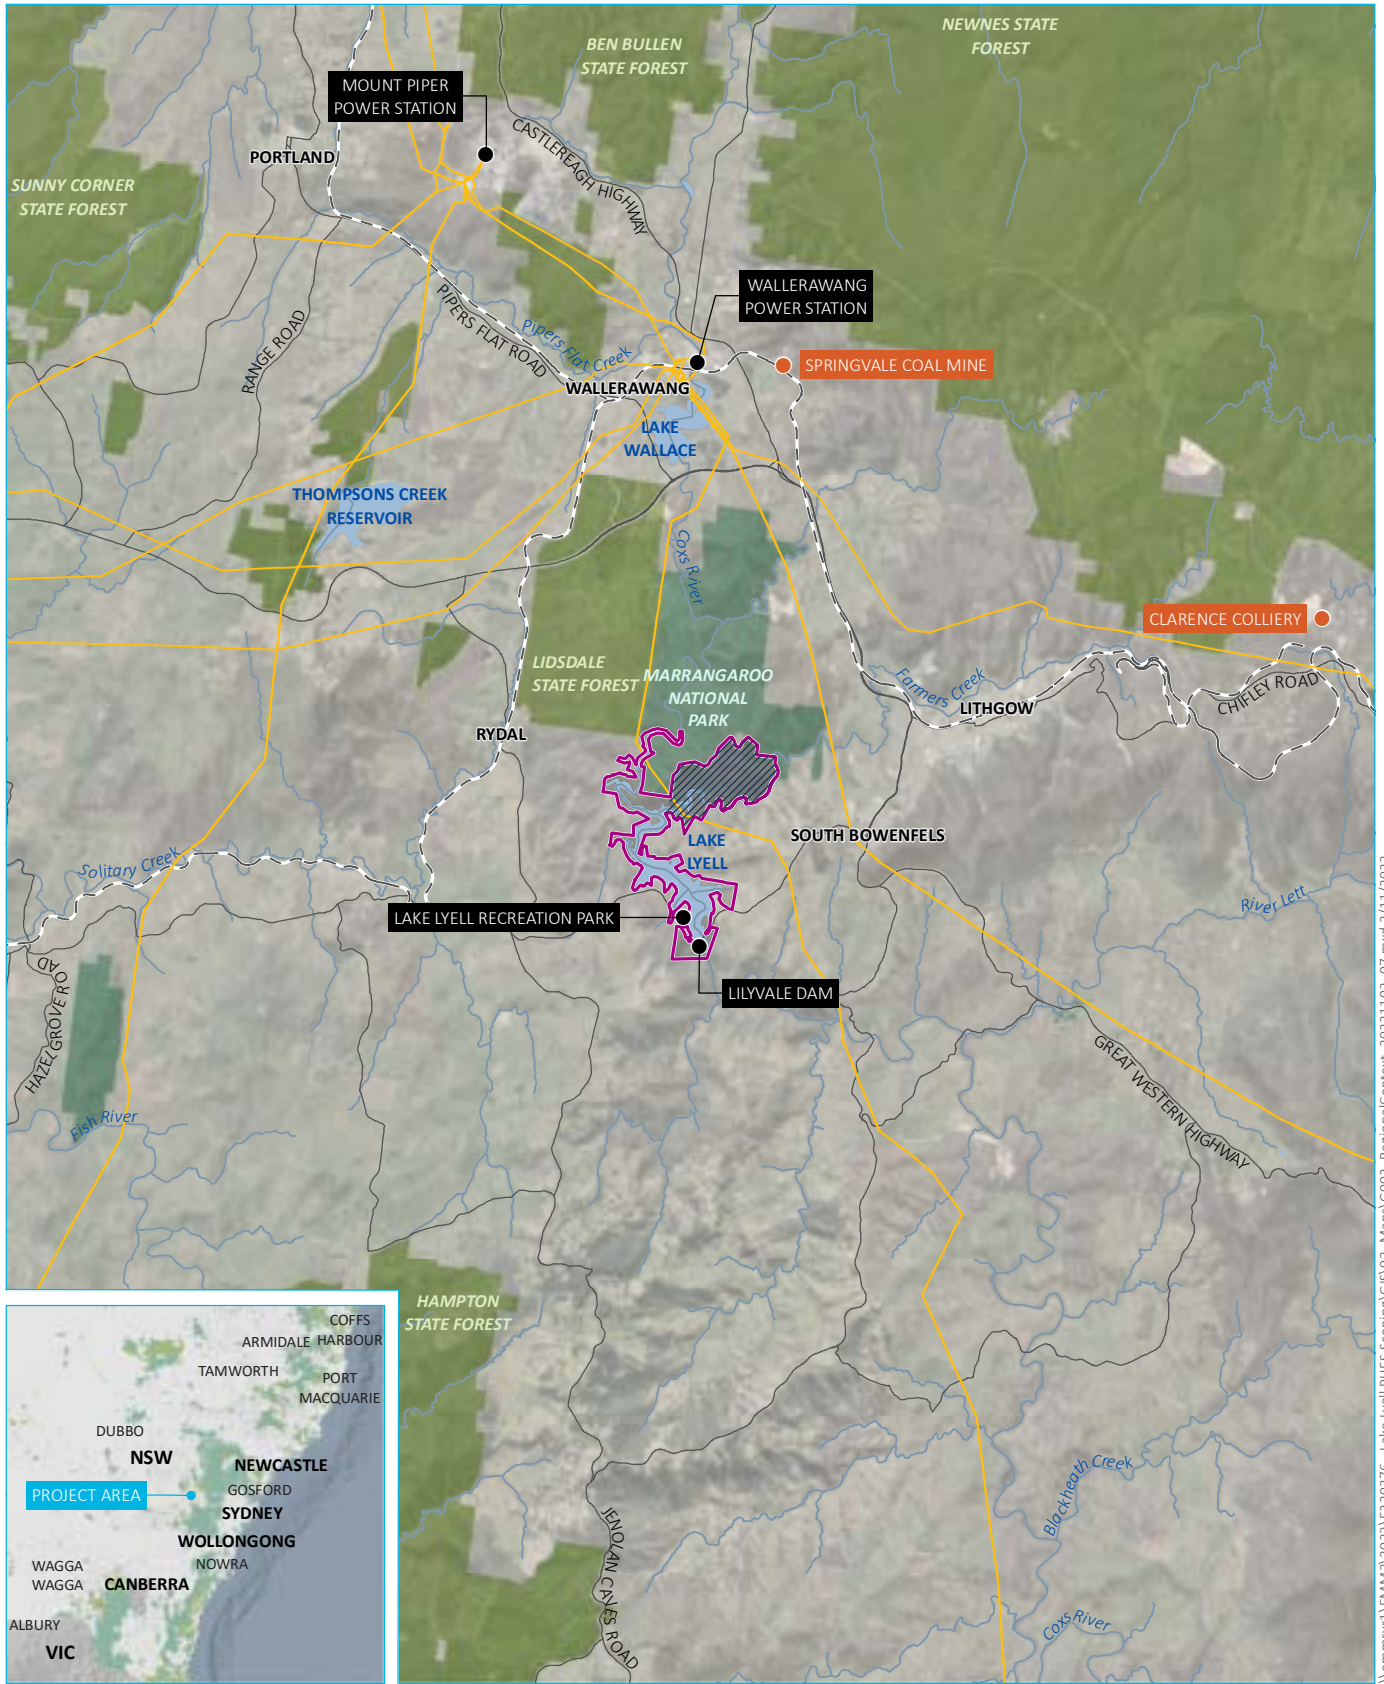 NEWNES STATE
FOREST
BEN BULLEN
STATE FOREST
MOUNT PIPER
POWER STATION
CASTLEREAGH HIGHWAY
PORTLAND
SUNNY CORNER
STATE FOREST
WALLERAWANG
POWER STATION
PIPERS FLAT ROAD
Pipers Flat Creek
RANGE ROAD
SPRINGVALE COAL MINE
WALLERAWANG
LAKE
WALLACE
THOMPSONS CREEK
RESERVOIR
Coxs River
CLARENCE COLLIERY
LIDSDALE
STATE FOREST
MARRANGAROO
NATIONAL
PARK
Farmers Creek
LITHGOW
CHIFLEY ROAD
RYDAL
SOUTH BOWENFELS
LAKE
LYELL
Solitary Creek
River Lett
LAKE LYELL RECREATION PARK
LILYVALE DAM
HAZELGROVE ROAD
Fish River
GREAT WESTERN HIGHWAY
HAMPTON
STATE FOREST
Blackheath Creek
JENOLAN CAVES ROAD
Coxs River
COFFS
HARBOUR
ARMIDALE
TAMWORTH
PORT
MACQUARIE
DUBBO
NSW
NEWCASTLE
GOSFORD
PROJECT AREA
SYDNEY
WOLLONGONG
NOWRA
WAGGA
WAGGA
CANBERRA
ALBURY
VIC